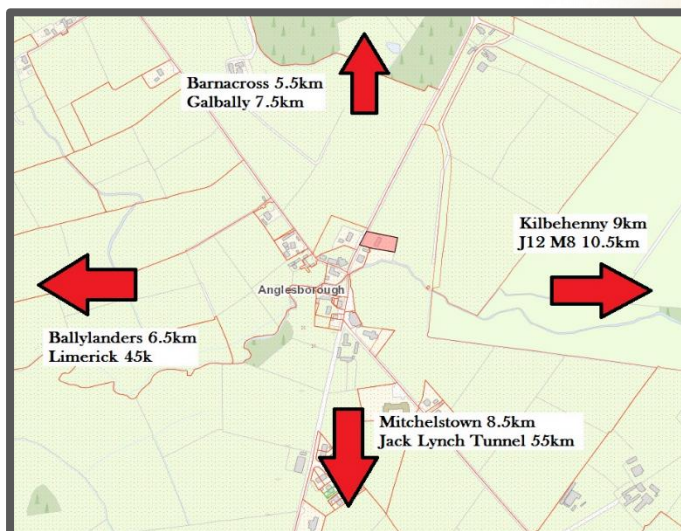 Barnacross 5.5km
Galbally 7.5km
Kilbehenny 9km
J12 M8 10.5km
Anglesborough
Ballylanders 6.5km
Limerick 45k
Mitchelstown 8.5km
Jack Lynch Tunnel 55km